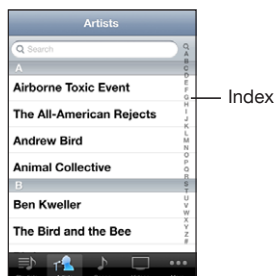 Artists
Search
A
Airborne Toxic Event
The All-American Rejects
Andrew Bird
Animal Collective
B
Ben Kweller
The Bird and the Bee
A
B
C
D
E
F
G
H
I
J
K
L
M
N
O
P
Q
R
S
T
U
V
W
X
Y
Z
#
Index